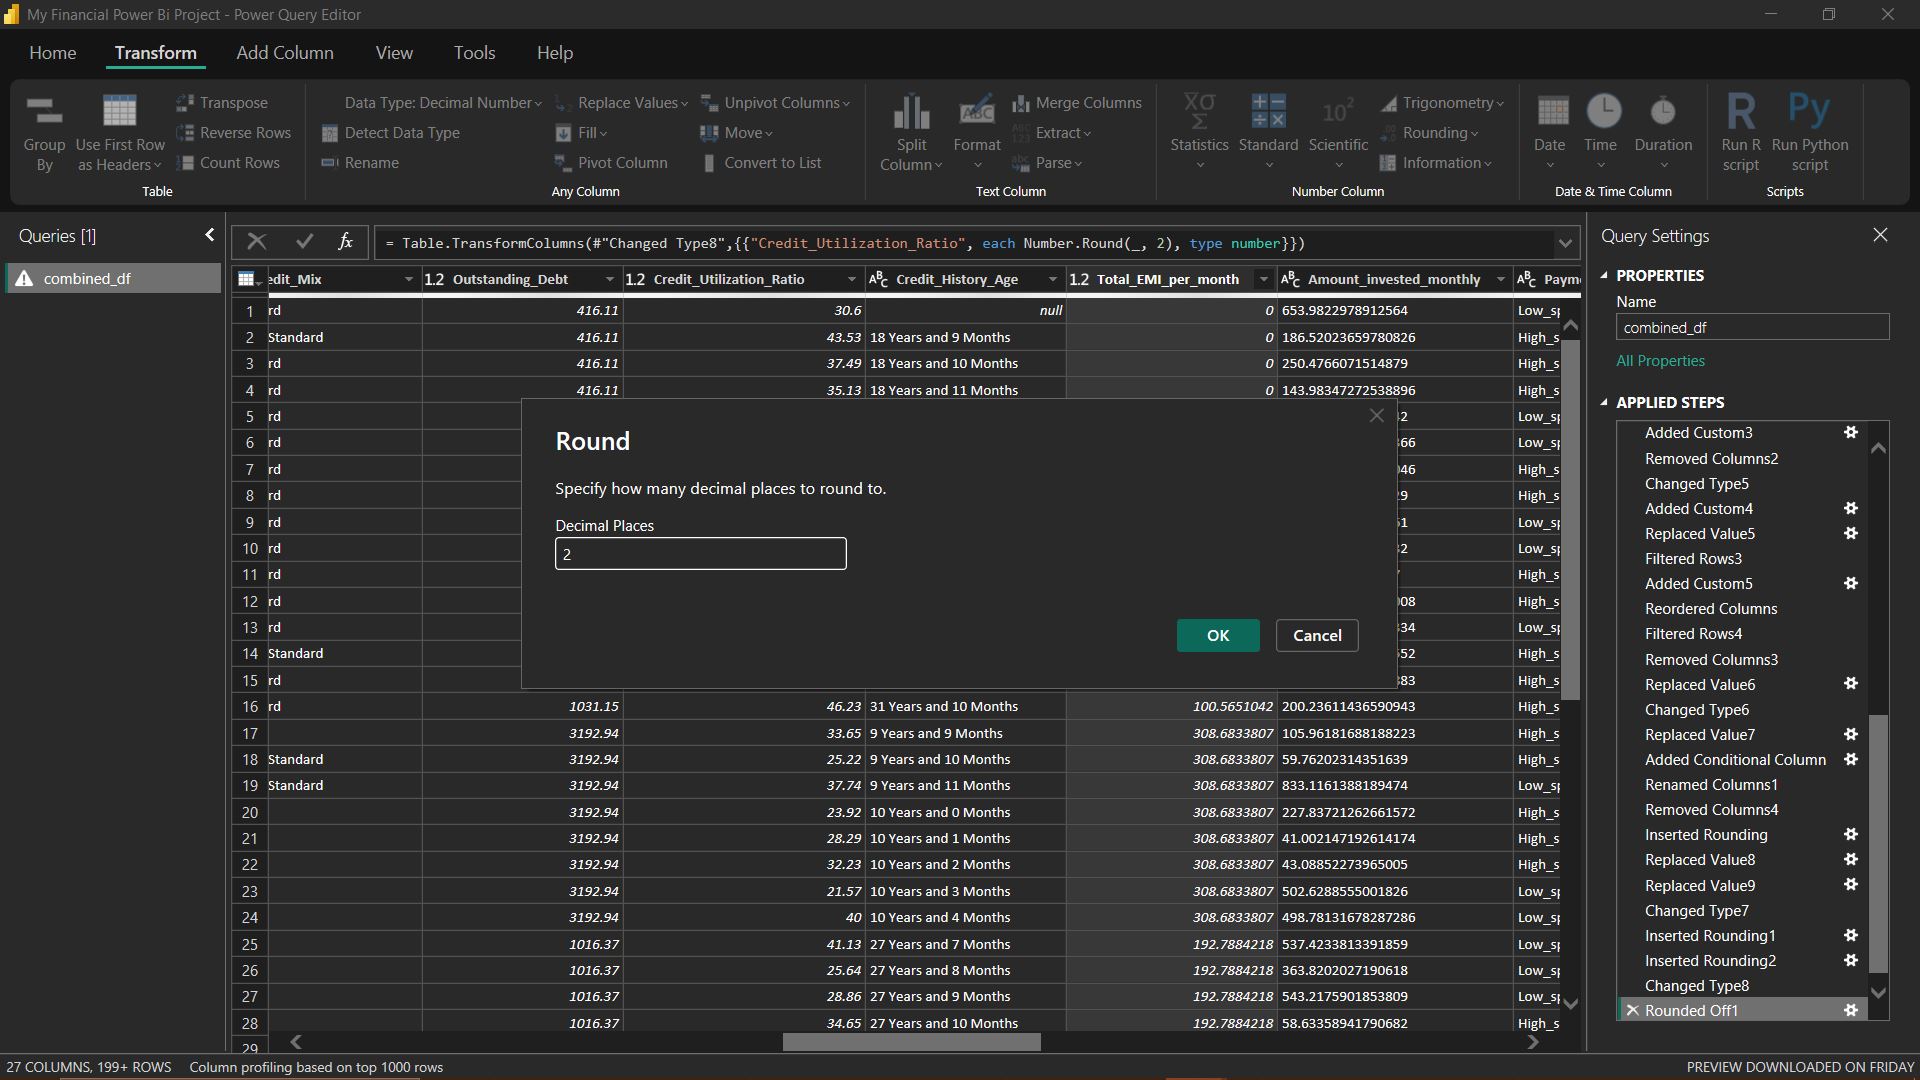 My Financial Power Bi Project - Power Query Editor
Home Transform Add Column View Tools Help
Group By
Use First Row as Headers
Transpose
Reverse Rows
Count Rows
Table
Data Type: Decimal Number
Detect Data Type
Rename
Replace Values
Fill
Pivot Column
Unpivot Columns
Move
Convert to List
Any Column
Split Column
Format
ABC
Merge Columns
Extract
Parse
Text Column
XΣ Statistics
Standard
10² Scientific
Trigonometry
Rounding
Information
Number Column
Date
Time
Duration
Date & Time Column
R
Run R script
Py
Run Python script
Scripts
Queries [1]
combined_df
fx
= Table.TransformColumns(#"Changed Type8",{{"Credit_Utilization_Ratio", each Number.Round(_, 2), type number}})
edit_Mix 1.2 Outstanding_Debt 1.2 Credit_Utilization_Ratio ABC Credit_History_Age 1.2 Total_EMI_per_month ABC Amount_invested_monthly ABC Payme
1 rd 416.11 30.6 null 0 653.9822978912564 Low_sp
2 Standard 416.11 43.53 18 Years and 9 Months 0 186.52023659780826 High_s
3 rd 416.11 37.49 18 Years and 10 Months 0 250.4766071514879 High_s
4 rd 416.11 35.13 18 Years and 11 Months 0 143.98347272538896 High_s
5 rd 2 Low_sp
6 rd 366 Low_sp
7 rd 046 High_s
8 rd 9 High_s
9 rd 1 Low_sp
10 rd 2 Low_sp
11 rd High_s
12 rd 008 High_s
13 rd 34 Low_sp
14 Standard 52 High_s
15 rd 383 High_s
16 rd 1031.15 46.23 31 Years and 10 Months 100.5651042 200.23611436590943 High_s
17 3192.94 33.65 9 Years and 9 Months 308.6833807 105.96181688188223 High_s
18 Standard 3192.94 25.22 9 Years and 10 Months 308.6833807 59.76202314351639 High_s
19 Standard 3192.94 37.74 9 Years and 11 Months 308.6833807 833.1161388189474 Low_sp
20 3192.94 23.92 10 Years and 0 Months 308.6833807 227.83721262661572 High_s
21 3192.94 28.29 10 Years and 1 Months 308.6833807 41.002147192614174 High_s
22 3192.94 32.23 10 Years and 2 Months 308.6833807 43.08852273965005 High_s
23 3192.94 21.57 10 Years and 3 Months 308.6833807 502.6288555001826 Low_sp
24 3192.94 40 10 Years and 4 Months 308.6833807 498.78131678287286 Low_sp
25 1016.37 41.13 27 Years and 7 Months 192.7884218 537.4233813391859 Low_sp
26 1016.37 25.64 27 Years and 8 Months 192.7884218 363.8202027190618 Low_sp
27 1016.37 28.86 27 Years and 9 Months 192.7884218 543.2175901853809 Low_sp
28 1016.37 34.65 27 Years and 10 Months 192.7884218 58.63358941790682 High_s
29
Round
Specify how many decimal places to round to.
Decimal Places
2
OK Cancel
Query Settings
PROPERTIES
Name
combined_df
All Properties
APPLIED STEPS
Added Custom3
Removed Columns2
Changed Type5
Added Custom4
Replaced Value5
Filtered Rows3
Added Custom5
Reordered Columns
Filtered Rows4
Removed Columns3
Replaced Value6
Changed Type6
Replaced Value7
Added Conditional Column
Renamed Columns1
Removed Columns4
Inserted Rounding
Replaced Value8
Replaced Value9
Changed Type7
Inserted Rounding1
Inserted Rounding2
Changed Type8
Rounded Off1
27 COLUMNS, 199+ ROWS Column profiling based on top 1000 rows
PREVIEW DOWNLOADED ON FRIDAY